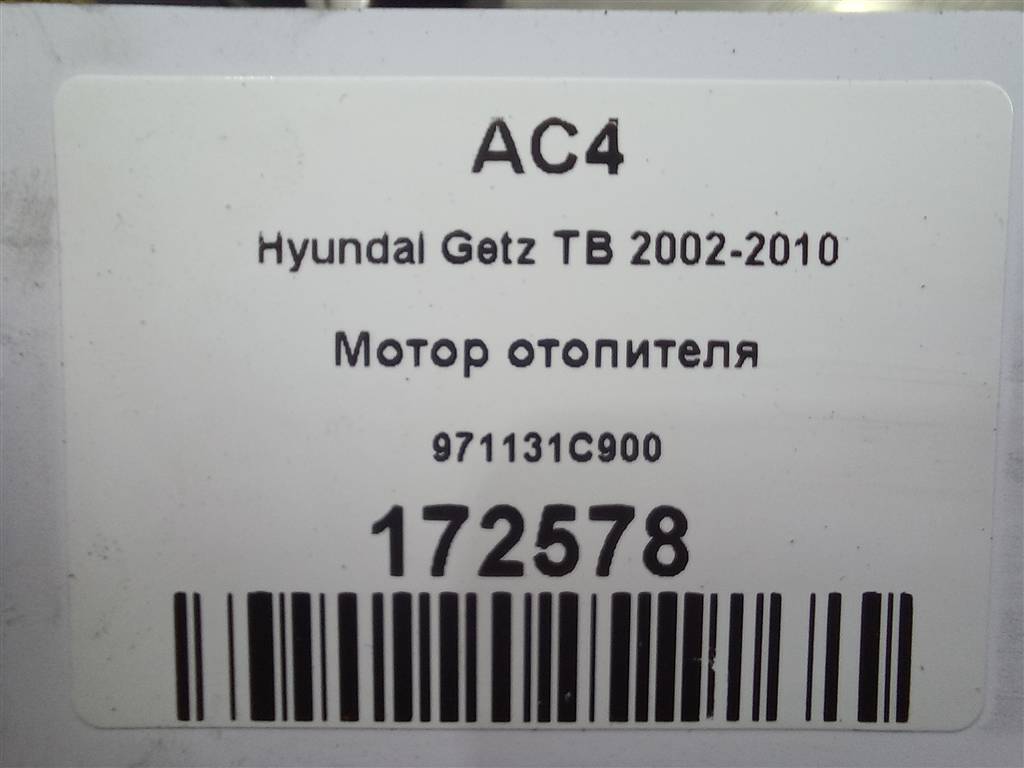 AC4
Hyundai Getz TB 2002-2010
Мотор отопителя
971131C900
172578